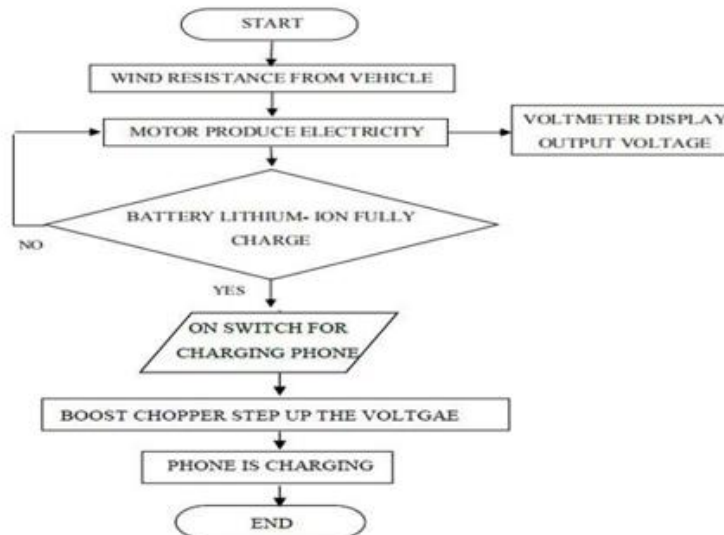 START
WIND RESISTANCE FROM VEHICLE
MOTOR PRODUCE ELECTRICITY
VOLTMETER DISPLAY
OUTPUT VOLTAGE
BATTERY LITHIUM- ION FULLY
CHARGE
NO
YES
ON SWITCH FOR
CHARGING PHONE
BOOST CHOPPER STEP UP THE VOLTGAE
PHONE IS CHARGING
END